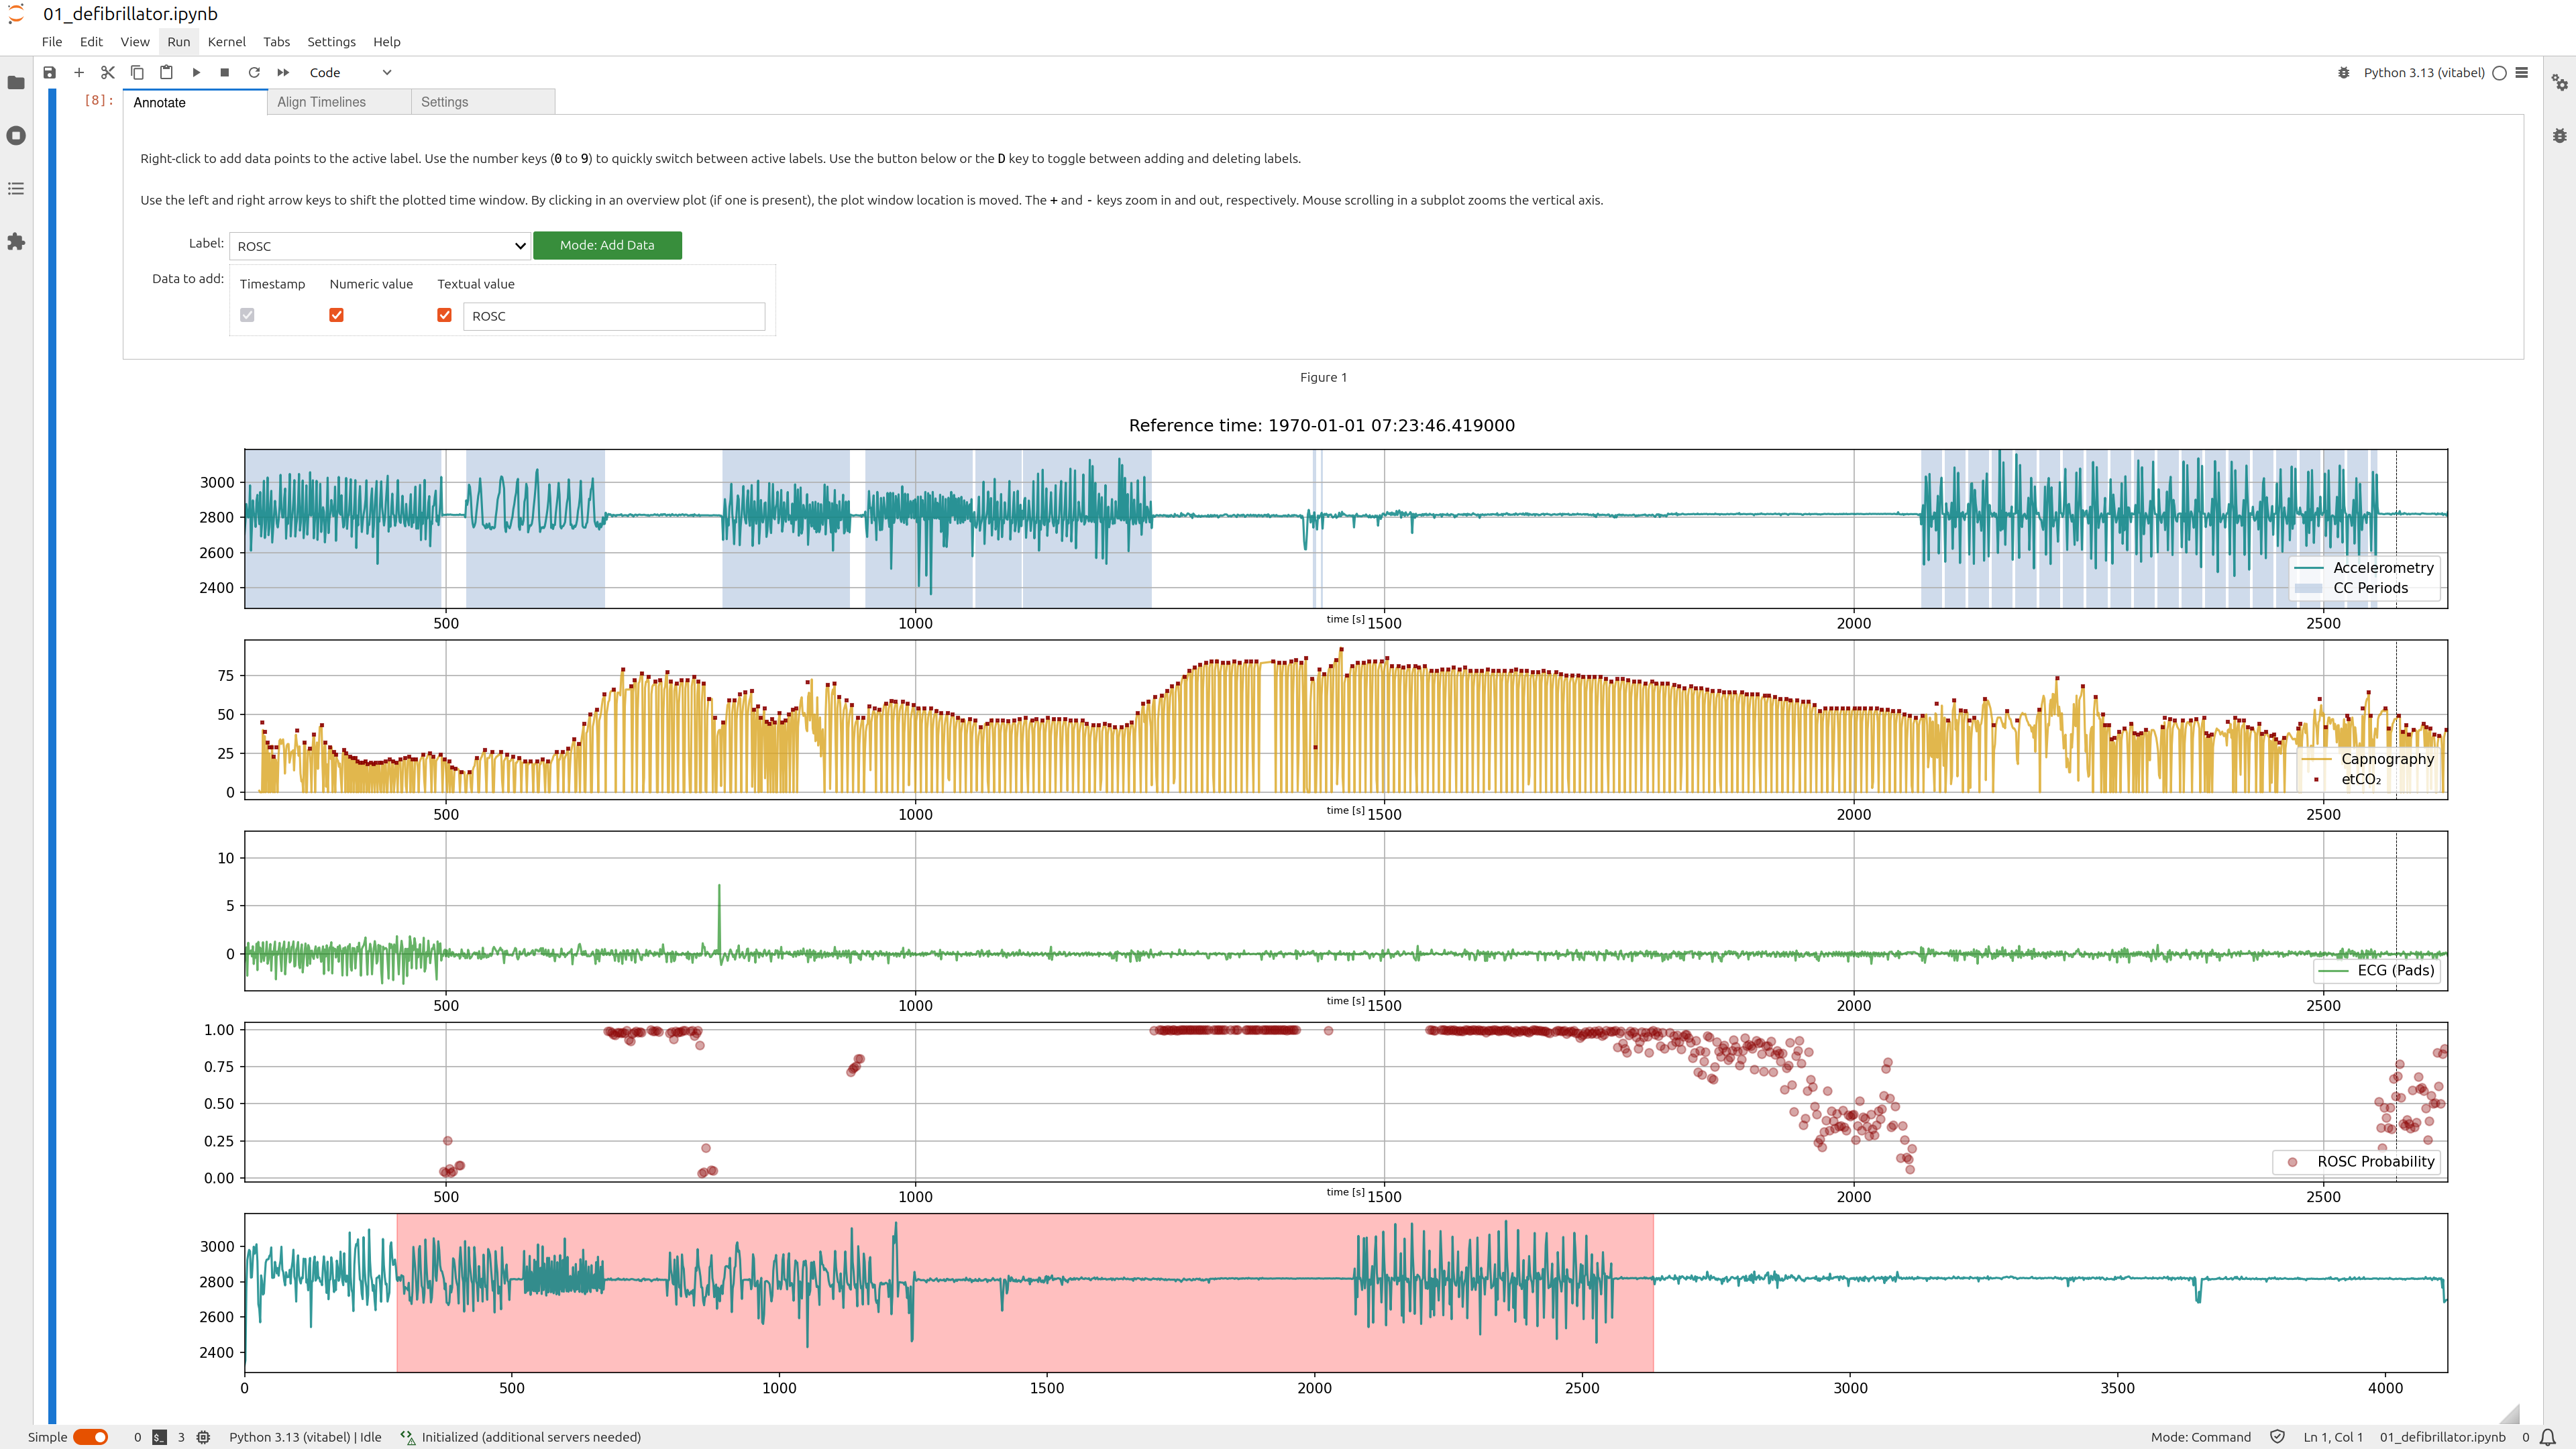 01_defibrillator.ipynb
File Edit View Run Kernel Tabs Settings Help
Code
Python 3.13 (vitabel)
[8]:
Annotate Align Timelines Settings
Right-click to add data points to the active label. Use the number keys (0 to 9) to quickly switch between active labels. Use the button below or the D key to toggle between adding and deleting labels.
Use the left and right arrow keys to shift the plotted time window. By clicking in an overview plot (if one is present), the plot window location is moved. The + and - keys zoom in and out, respectively. Mouse scrolling in a subplot zooms the vertical axis.
Label: ROSC Mode: Add Data
Data to add: Timestamp Numeric value Textual value
ROSC
Figure 1
Reference time: 1970-01-01 07:23:46.419000
3000
2800
2600
2400
Accelerometry
CC Periods
500 1000 time [s] 1500 2000 2500
75
50
25
0
Capnography
etCO₂
500 1000 time [s] 1500 2000 2500
10
5
0
ECG (Pads)
500 1000 time [s] 1500 2000 2500
1.00
0.75
0.50
0.25
0.00
ROSC Probability
500 1000 time [s] 1500 2000 2500
3000
2800
2600
2400
0 500 1000 1500 2000 2500 3000 3500 4000
Simple 0 $_ 3 Python 3.13 (vitabel) | Idle Initialized (additional servers needed) Mode: Command Ln 1, Col 1 01_defibrillator.ipynb 0